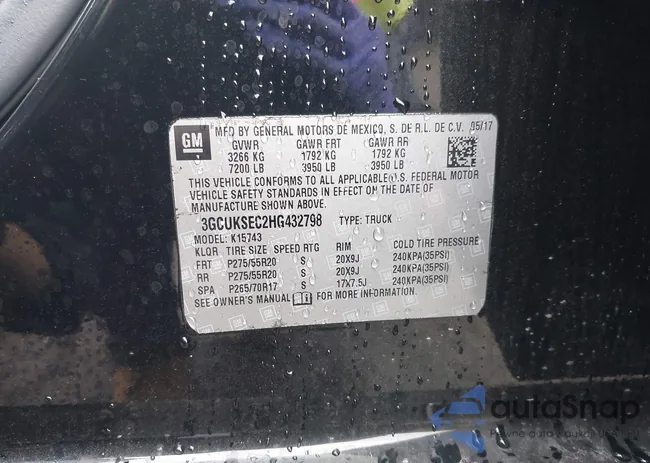 GM
MFD BY GENERAL MOTORS DE MEXICO, S. DE R.L. DE C.V. 05/17
GVWR GAWR FRT GAWR RR
3266 KG 1792 KG 1792 KG
7200 LB 3950 LB 3950 LB
THIS VEHICLE CONFORMS TO ALL APPLICABLE U.S. FEDERAL MOTOR
VEHICLE SAFETY STANDARDS IN EFFECT ON THE DATE OF
MANUFACTURE SHOWN ABOVE.
3GCUKSEC2HG432798 TYPE: TRUCK
MODEL: K15743
KLQR TIRE SIZE SPEED RTG RIM COLD TIRE PRESSURE
FRT P275/55R20 S 20X9J 240KPA(35PSI)
RR P275/55R20 S 20X9J 240KPA(35PSI)
SPA P265/70R17 S 17X7.5J 240KPA(35PSI)
SEE OWNER'S MANUAL FOR MORE INFORMATION.
autoSnap